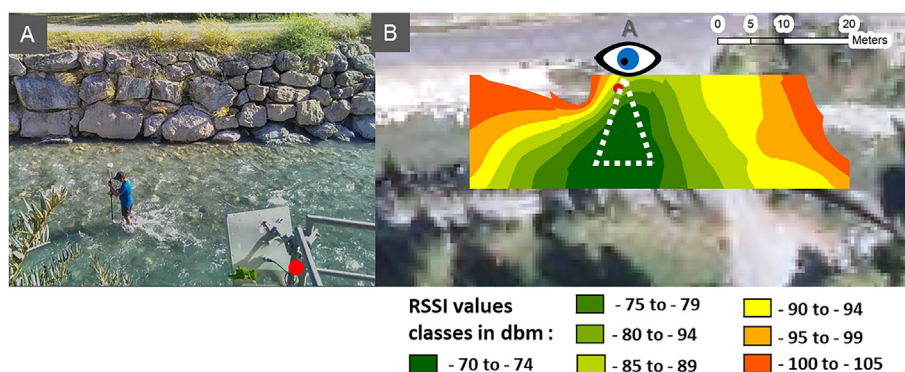 A
B
A
0 5 10 20
Meters
RSSI values
classes in dbm :
- 70 to - 74
- 75 to - 79
- 80 to - 94
- 85 to - 89
- 90 to - 94
- 95 to - 99
- 100 to - 105